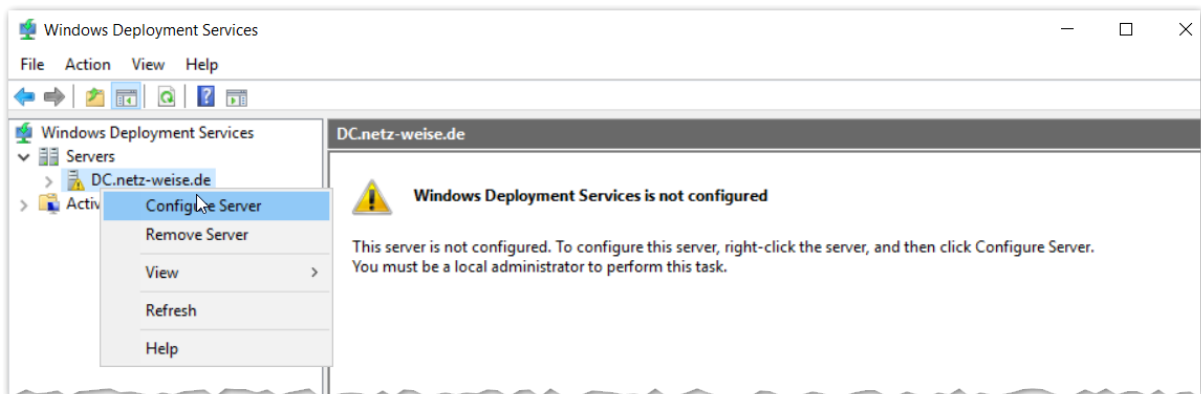 Windows Deployment Services
File Action View Help
Windows Deployment Services
Servers
DC.netz-weise.de
Activ
Configure Server
Remove Server
View
Refresh
Help
DC.netz-weise.de
Windows Deployment Services is not configured
This server is not configured. To configure this server, right-click the server, and then click Configure Server.
You must be a local administrator to perform this task.